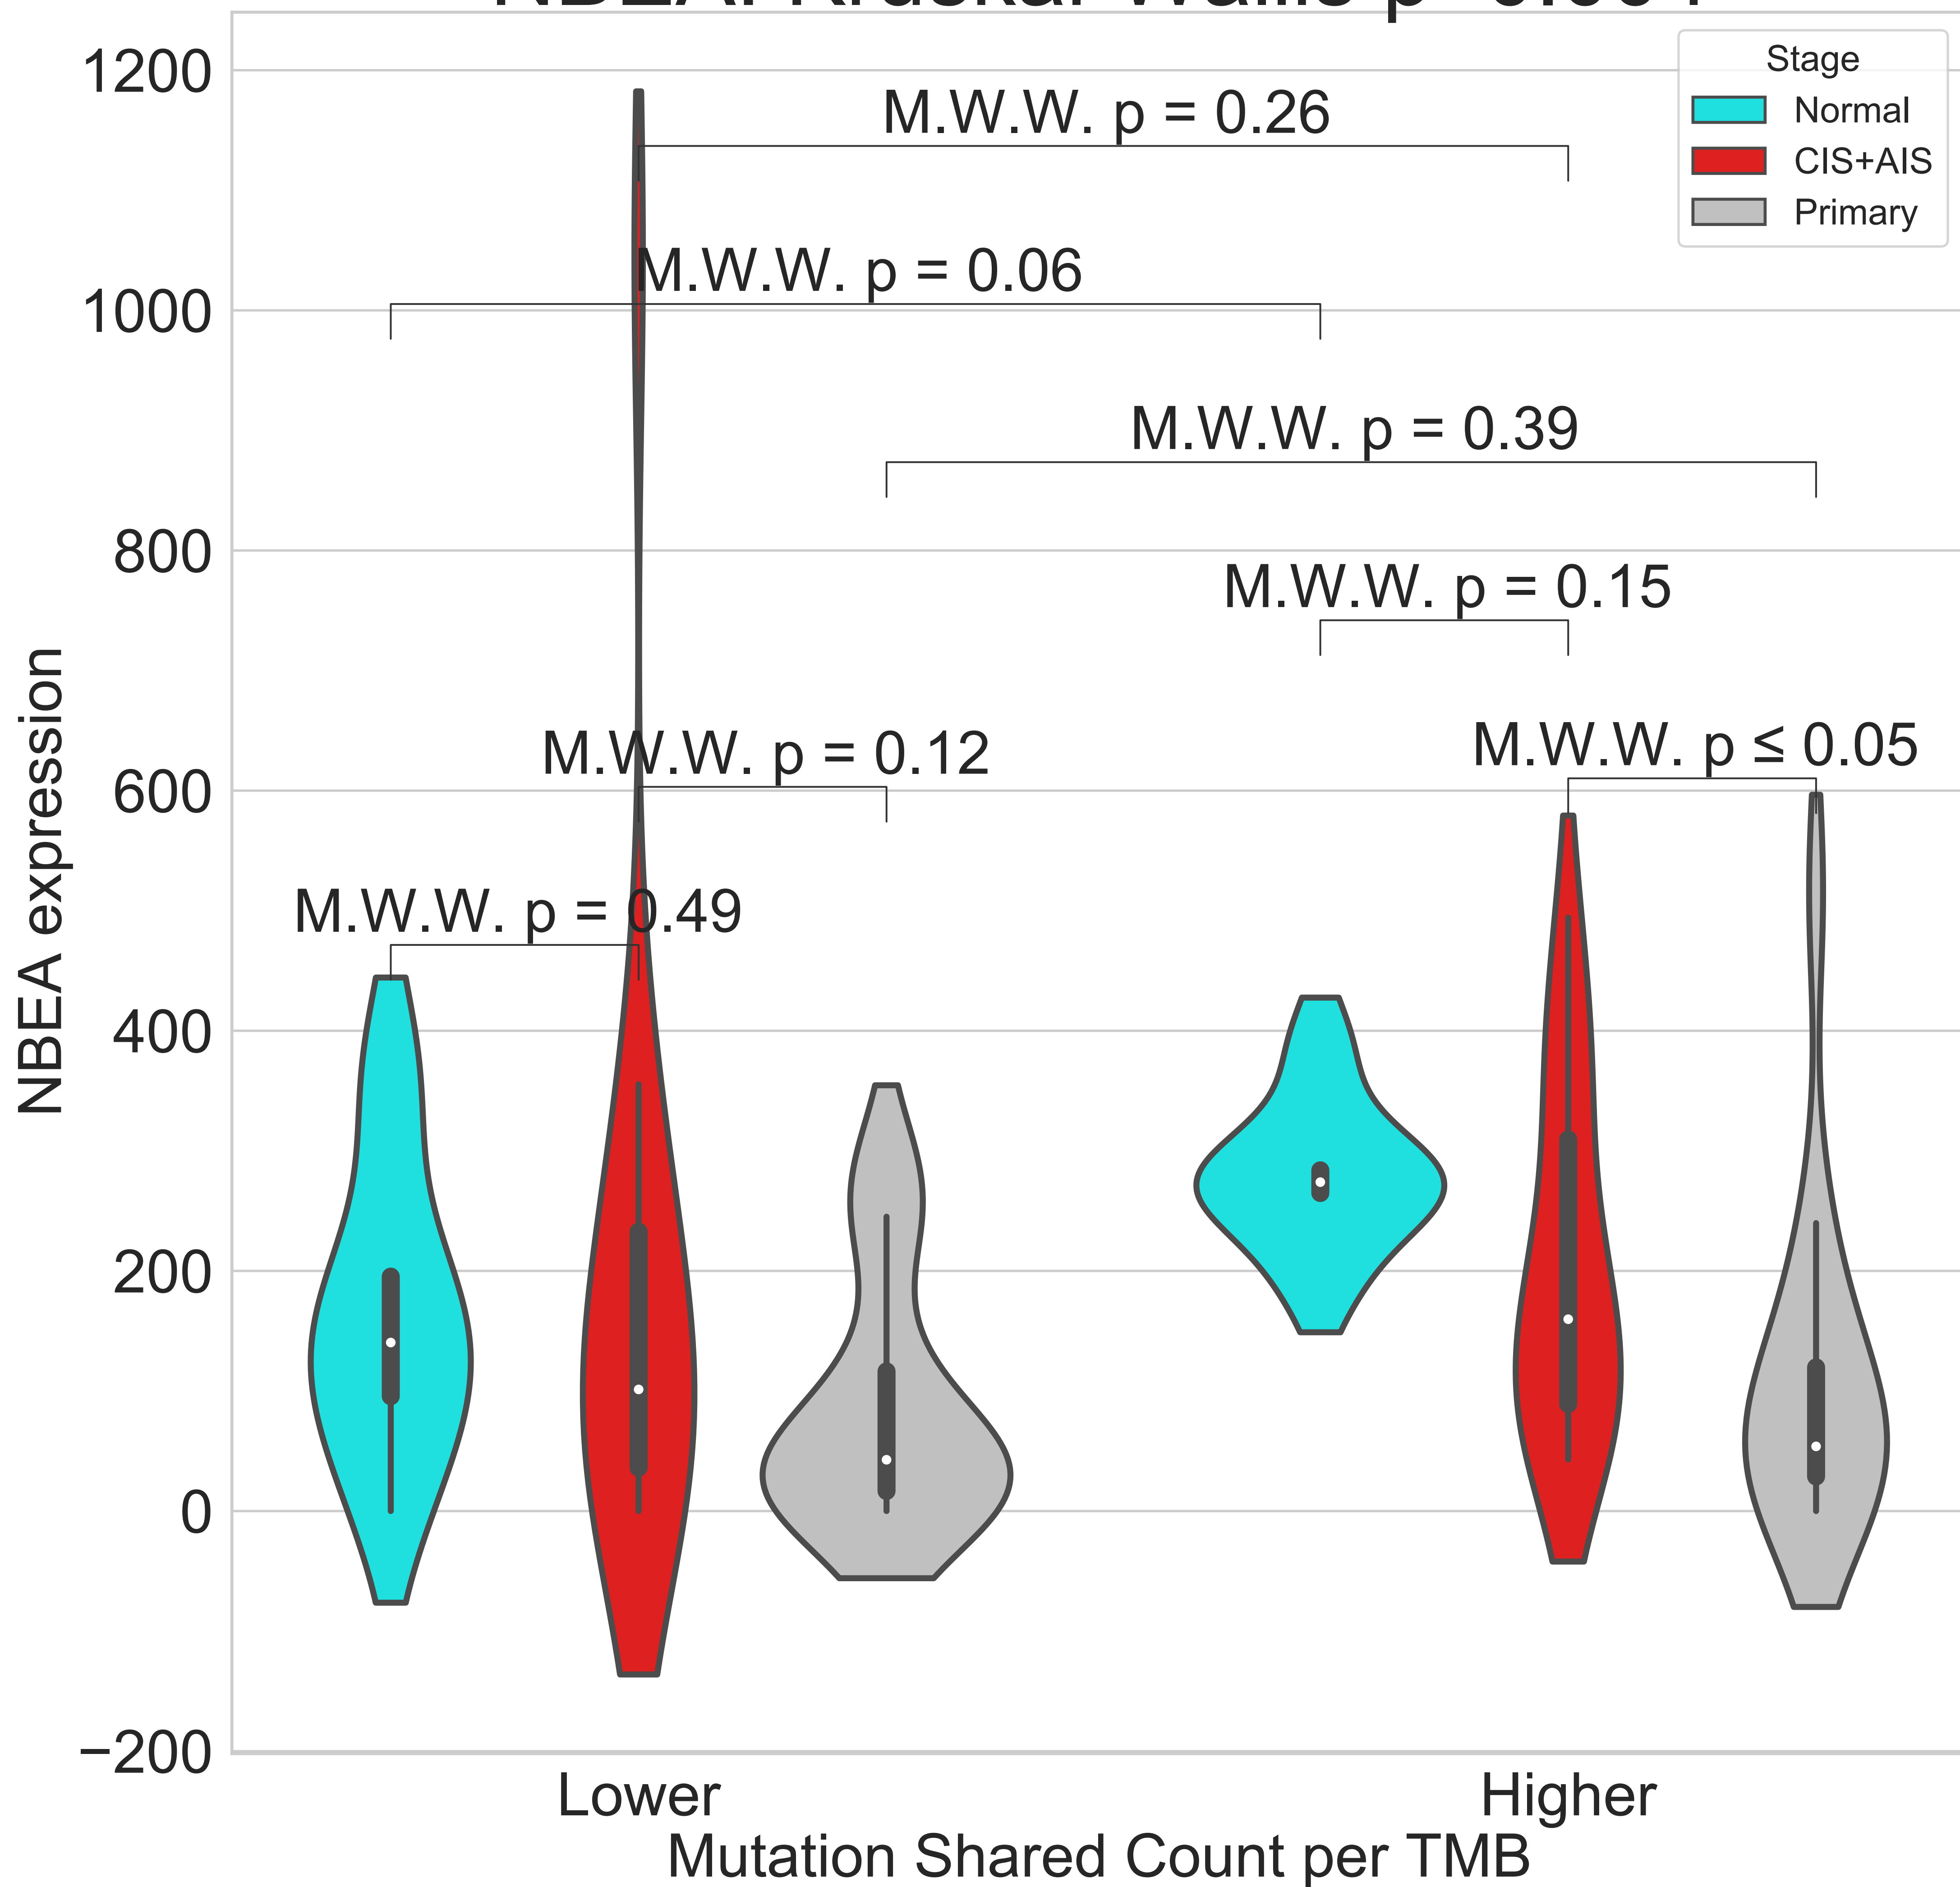 1200
1000
800
600
400
200
0
−200
NBEA expression
Stage
Normal
CIS+AIS
Primary
M.W.W. p = 0.26
M.W.W. p = 0.06
M.W.W. p = 0.39
M.W.W. p = 0.15
M.W.W. p = 0.12
M.W.W. p ≤ 0.05
M.W.W. p = 0.49
Lower
Higher
Mutation Shared Count per TMB